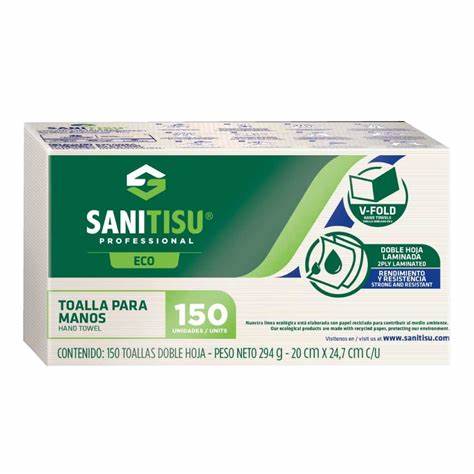 SANITISU®
PROFESSIONAL
ECO
V-FOLD
HAND TOWELS
DOBLE HOJA
LAMINADA
2PLY LAMINATED
RENDIMIENTO
Y RESISTENCIA
STRONG AND RESISTANT
TOALLA PARA
MANOS
HAND TOWEL
150
UNIDADES / UNITS
Nuestra línea ecológica está elaborada con papel reciclado para contribuir al medio ambiente.
Our ecological products are made with recycled paper, protecting our environment.
Visítenos en / visit us at www.sanitisu.com
CONTENIDO: 150 TOALLAS DOBLE HOJA - PESO NETO 294 g - 20 cm X 24,7 cm C/U